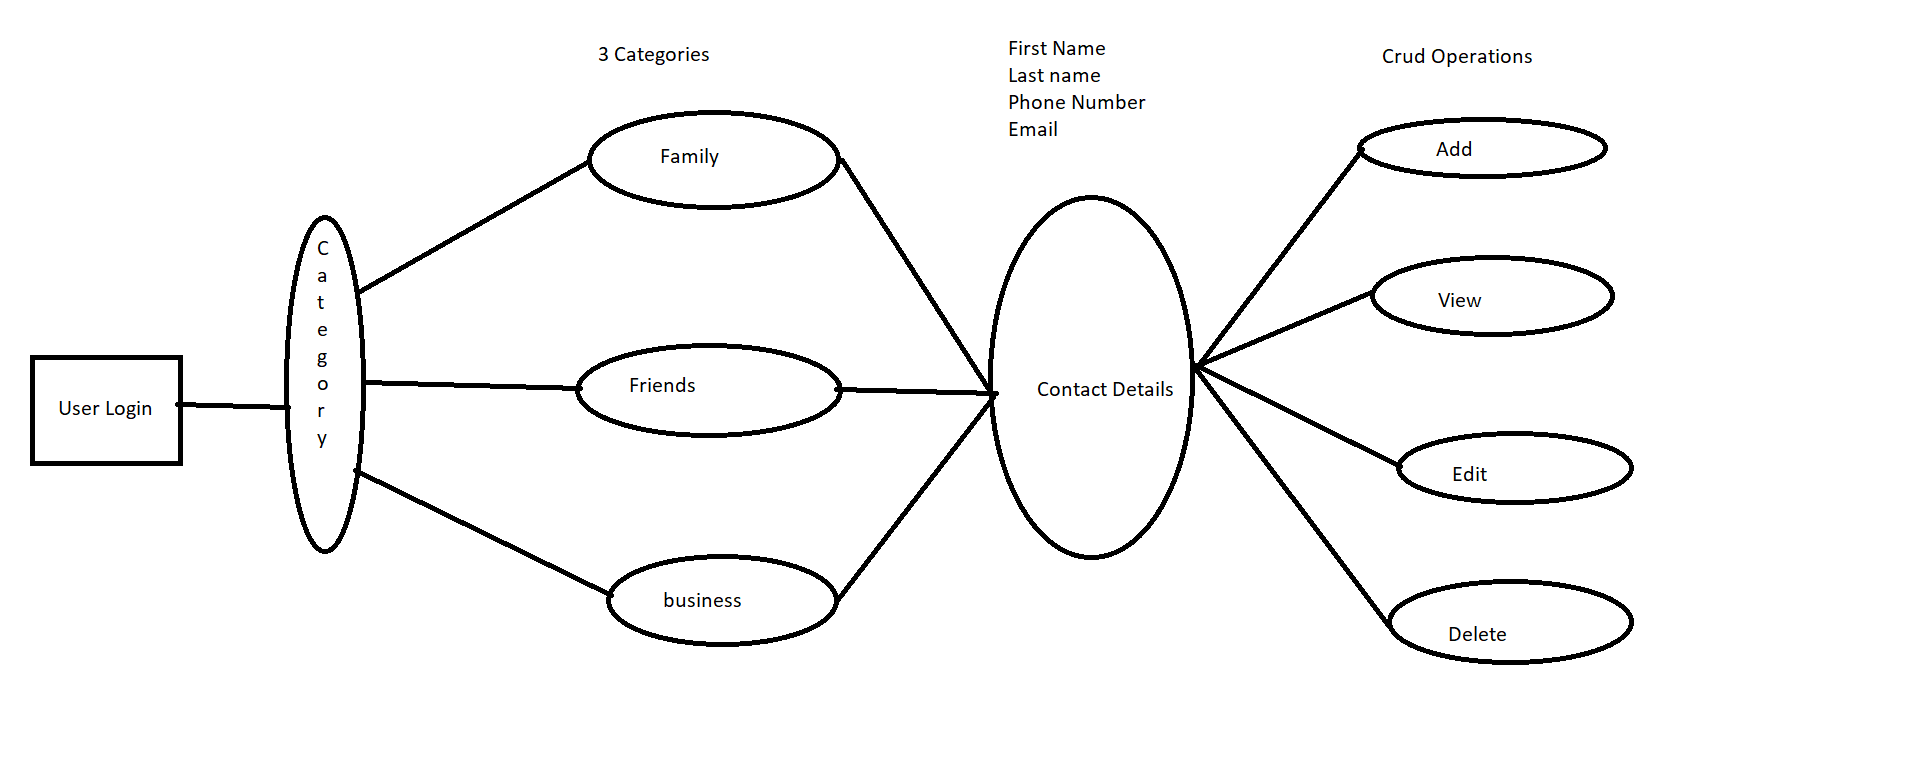 3 Categories
First Name
Last name
Phone Number
Email
Crud Operations
Family
Add
C
a
t
e
g
o
r
y
View
User Login
Friends
Contact Details
Edit
business
Delete